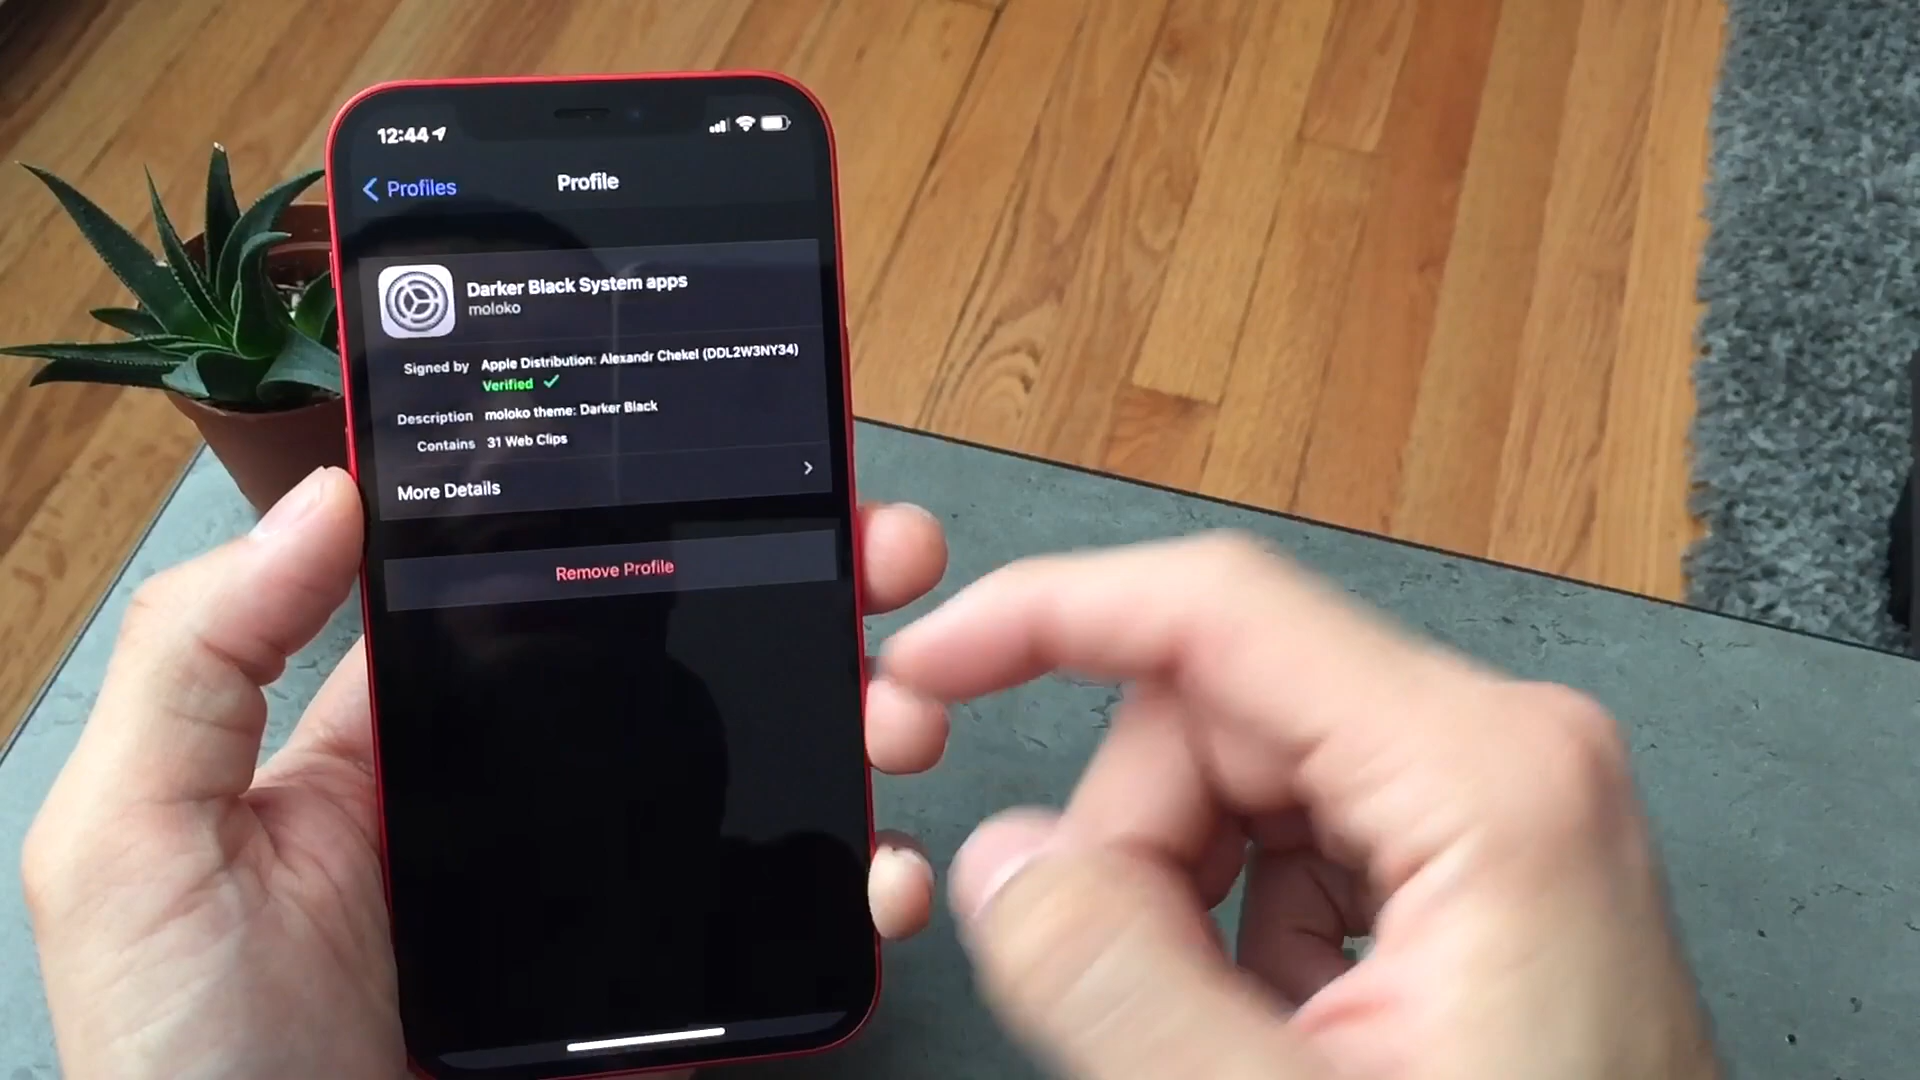 12:44
Profiles
Profile
Darker Black System apps
moloko
Signed by Apple Distribution: Alexandr Chekel (DDL2W3NY34)
Verified
Description moloko theme: Darker Black
Contains 31 Web Clips
More Details
Remove Profile